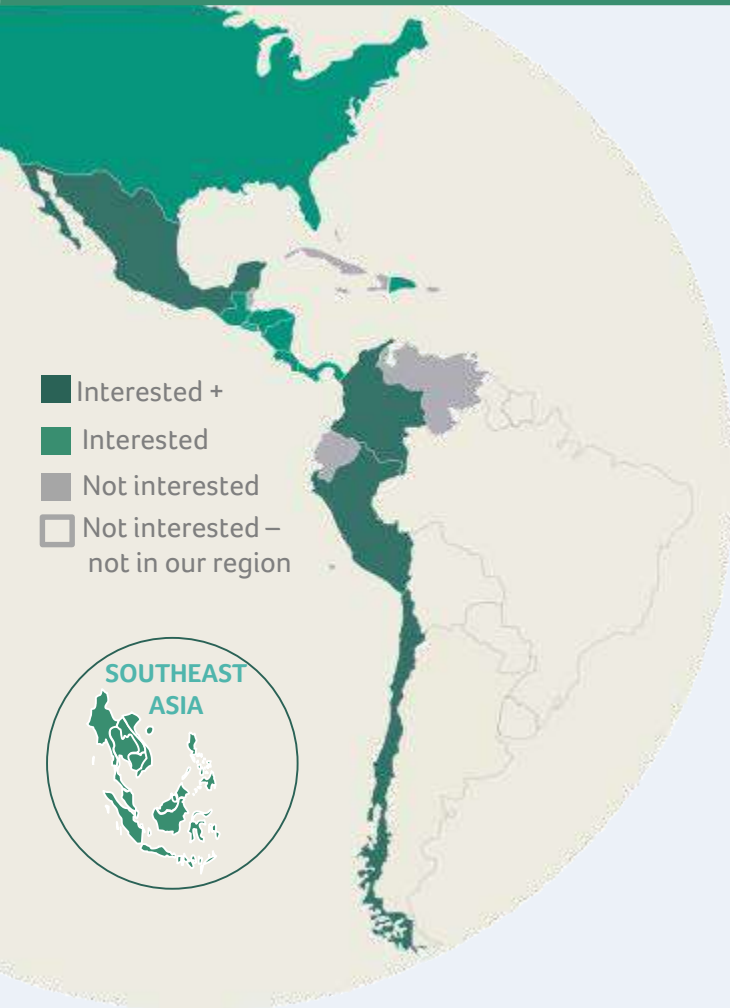 Interested +
Interested
Not interested
Not interested –
not in our region
SOUTHEAST
ASIA